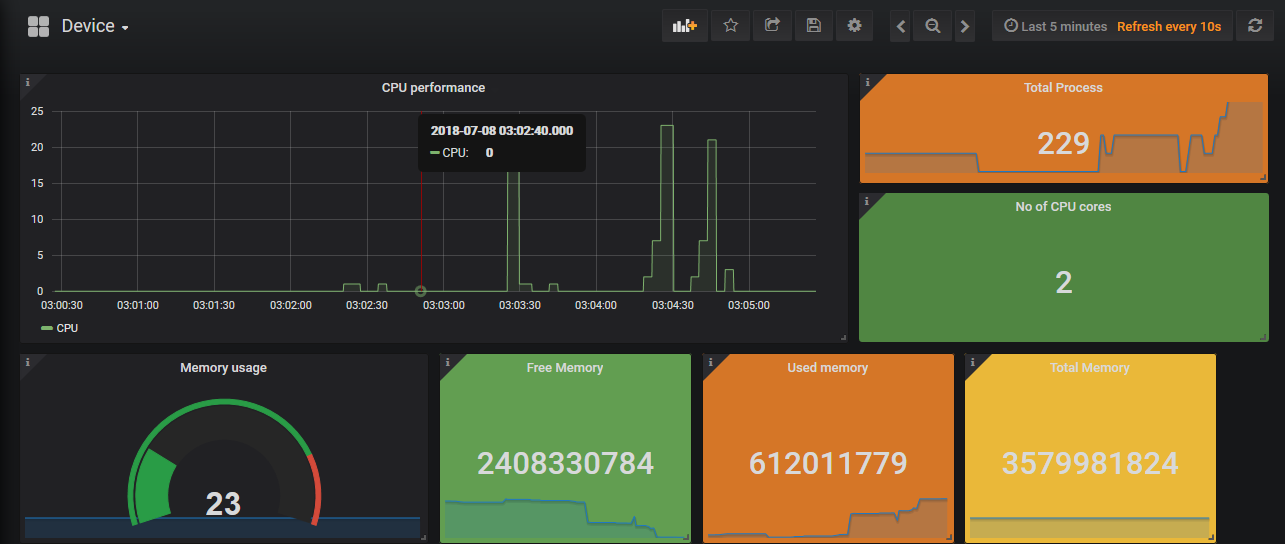 Device
Last 5 minutes Refresh every 10s
CPU performance
25
20
15
10
5
0
2018-07-08 03:02:40.000
CPU: 0
03:00:30 03:01:00 03:01:30 03:02:00 03:02:30 03:03:00 03:03:30 03:04:00 03:04:30 03:05:00
CPU
Total Process
229
No of CPU cores
2
Memory usage
23
Free Memory
2408330784
Used memory
612011779
Total Memory
3579981824